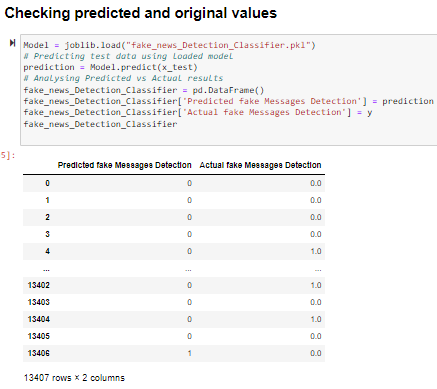 Checking predicted and original values
Model = joblib.load("fake_news_Detection_Classifier.pkl")
# Predicting test data using loaded model
prediction = Model.predict(x_test)
# Analysing Predicted vs Actual results
fake_news_Detection_Classifier = pd.DataFrame()
fake_news_Detection_Classifier['Predicted fake Messages Detection'] = prediction
fake_news_Detection_Classifier['Actual fake Messages Detection'] = y
fake_news_Detection_Classifier
5]:
Predicted fake Messages Detection Actual fake Messages Detection
0 0 0.0
1 0 0.0
2 0 0.0
3 0 0.0
4 0 1.0
... ... ...
13402 0 1.0
13403 0 0.0
13404 0 1.0
13405 0 0.0
13406 1 0.0
13407 rows × 2 columns